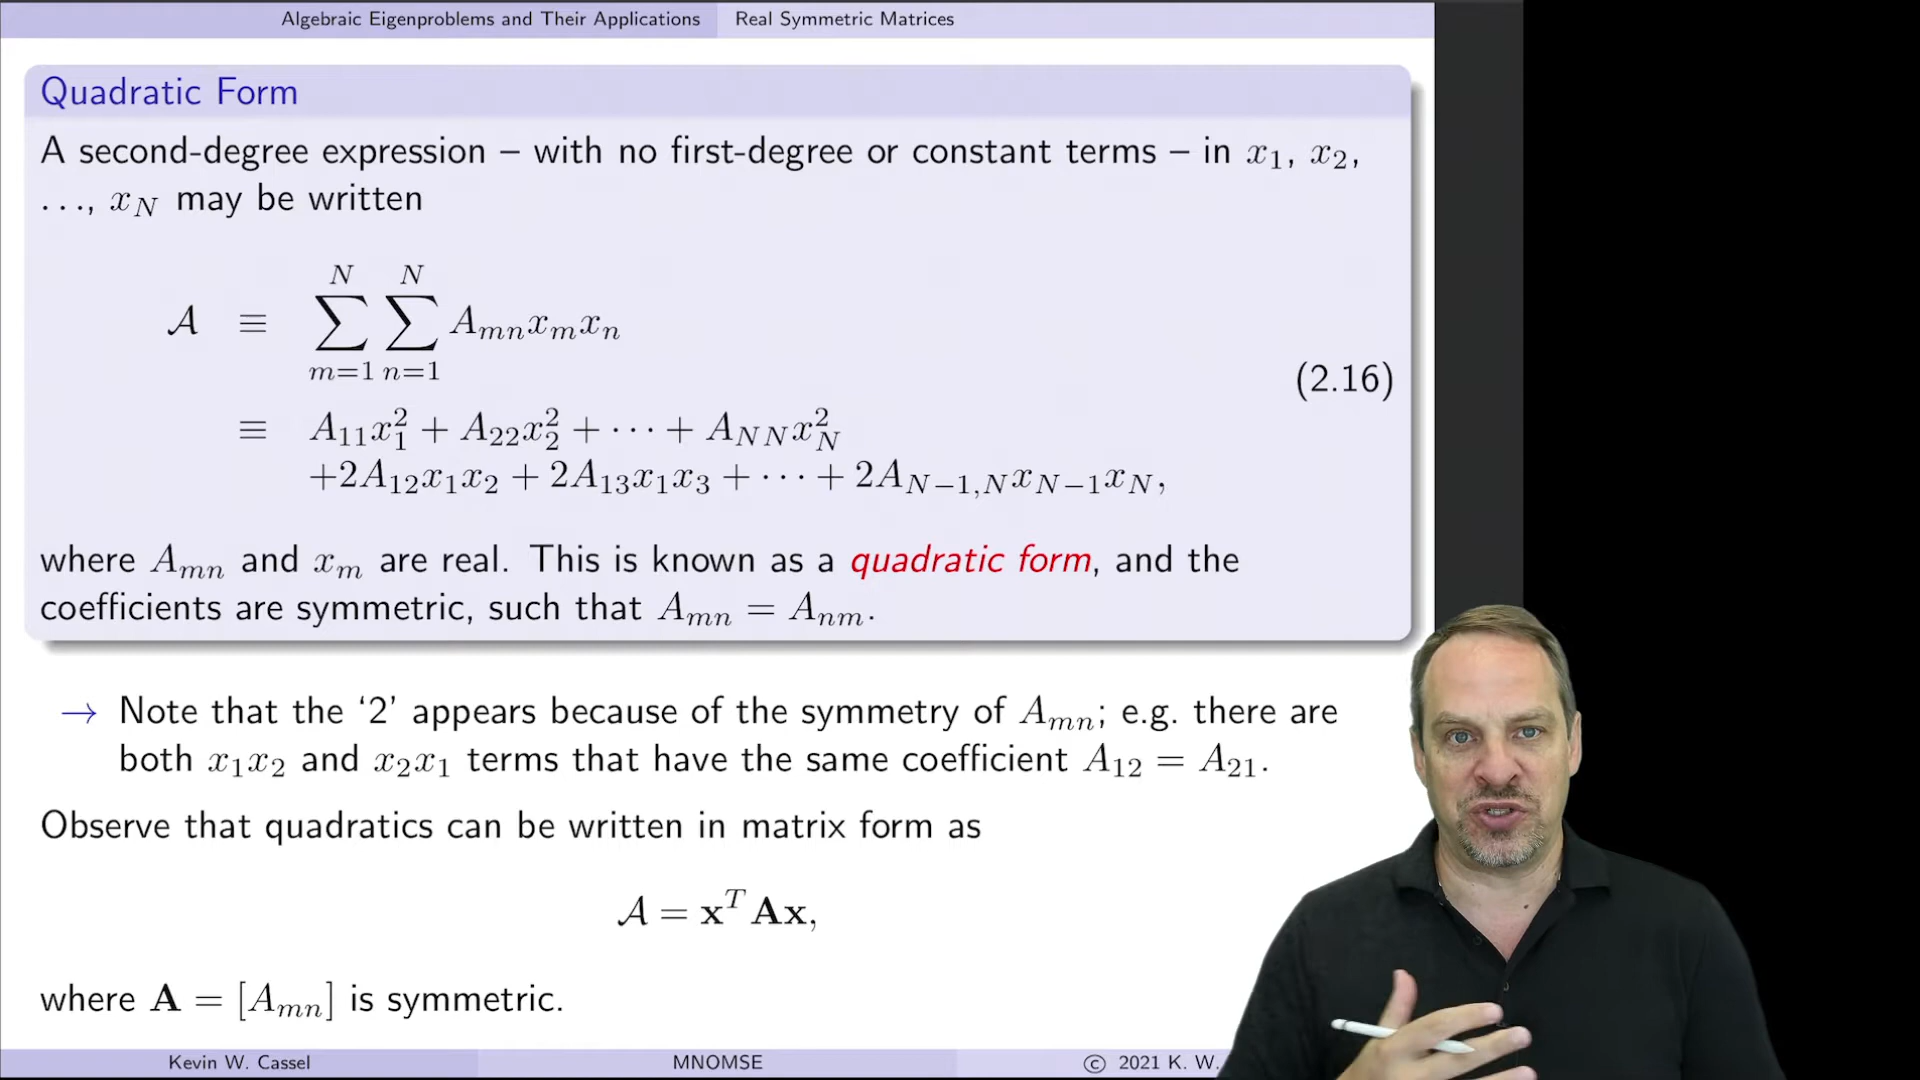 Algebraic Eigenproblems and Their Applications Real Symmetric Matrices
Quadratic Form
A second-degree expression – with no first-degree or constant terms – in x₁, x₂,
…, x_N may be written
𝒜 ≡ ∑_{m=1}^{N} ∑_{n=1}^{N} A_{mn}x_m x_n
(2.16)
≡ A₁₁x₁² + A₂₂x₂² + ⋯ + A_{NN}x_N²
+2A₁₂x₁x₂ + 2A₁₃x₁x₃ + ⋯ + 2A_{N−1,N}x_{N−1}x_N,
where A_{mn} and x_m are real. This is known as a quadratic form, and the
coefficients are symmetric, such that A_{mn} = A_{nm}.
→ Note that the ‘2’ appears because of the symmetry of A_{mn}; e.g. there are
both x₁x₂ and x₂x₁ terms that have the same coefficient A₁₂ = A₂₁.
Observe that quadratics can be written in matrix form as
𝒜 = x^T Ax,
where A = [A_{mn}] is symmetric.
Kevin W. Cassel MNOMSE © 2021 K. W.